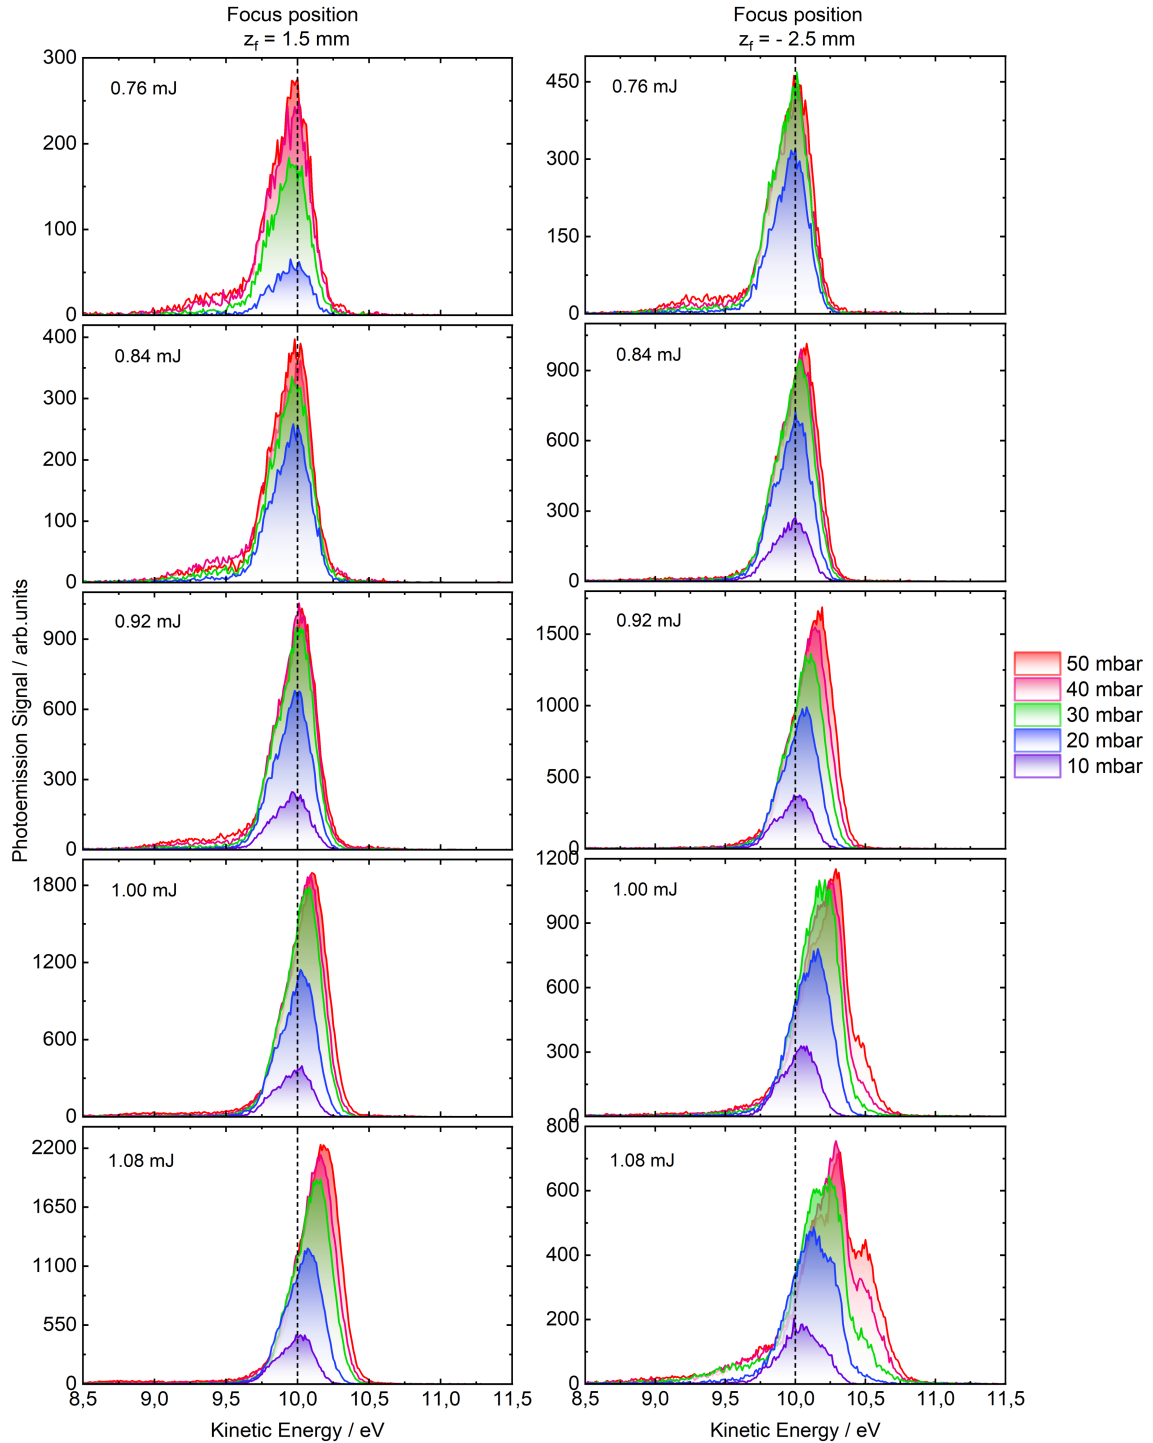 Focus position
z_f = 1.5 mm
Focus position
z_f = - 2.5 mm
Photoemission Signal / arb.units
0.76 mJ
300
200
100
0
0.76 mJ
450
300
150
0
0.84 mJ
400
300
200
100
0
0.84 mJ
900
600
300
0
0.92 mJ
900
600
300
0
0.92 mJ
1500
1000
500
0
50 mbar
40 mbar
30 mbar
20 mbar
10 mbar
1.00 mJ
1800
1200
600
0
1.00 mJ
1200
900
600
300
0
1.08 mJ
2200
1650
1100
550
0
8,5 9,0 9,5 10,0 10,5 11,0 11,5
Kinetic Energy / eV
1.08 mJ
800
600
400
200
0
8,5 9,0 9,5 10,0 10,5 11,0 11,5
Kinetic Energy / eV